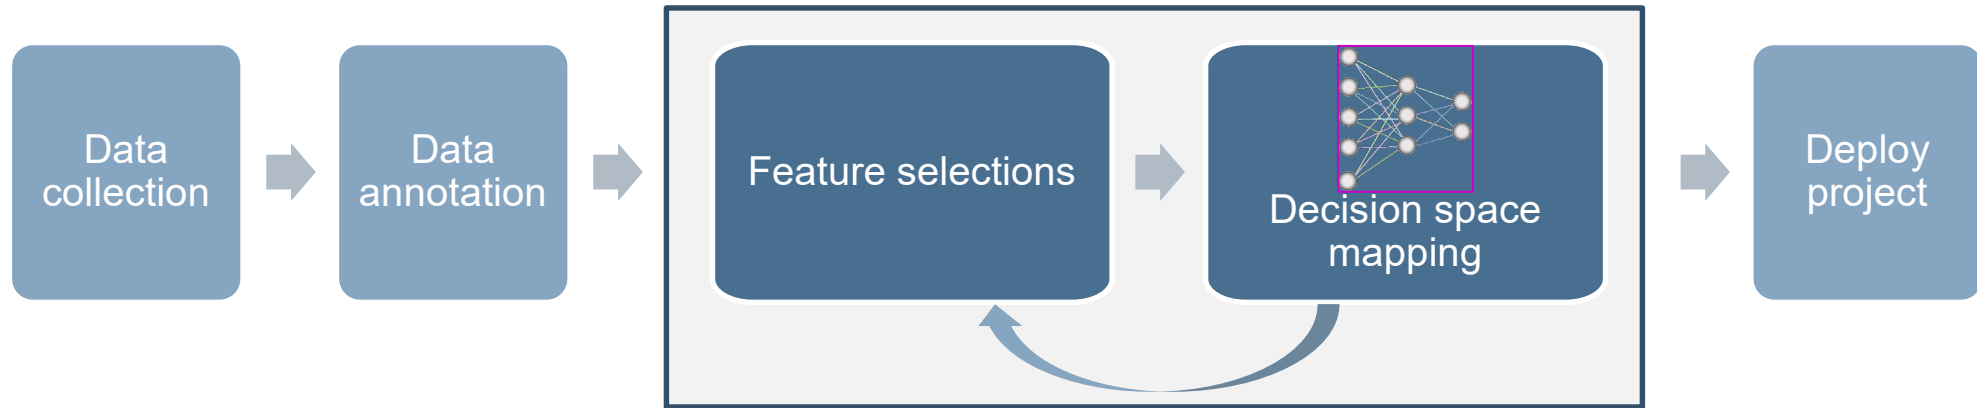 Data
collection
Data
annotation
Feature selections
Decision space
mapping
Deploy
project